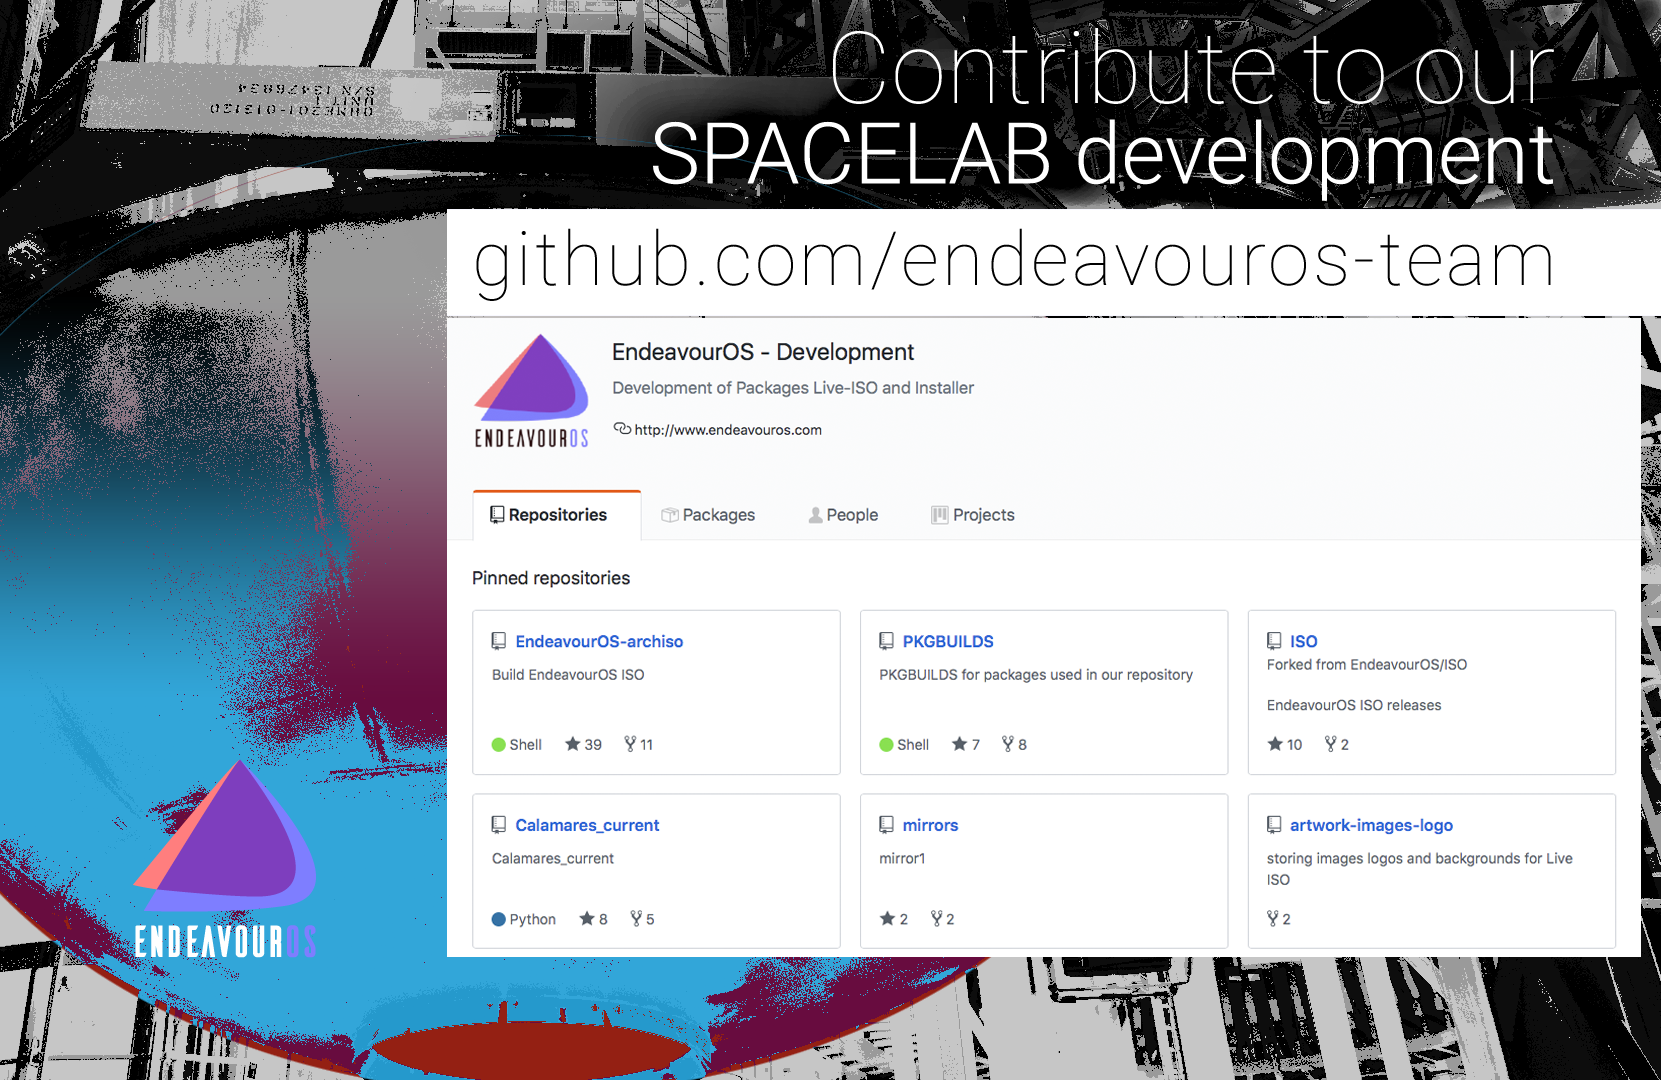 Contribute to our
SPACELAB development
github.com/endeavouros-team
EndeavourOS - Development
Development of Packages Live-ISO and Installer
http://www.endeavouros.com
ENDEAVOUROS
Repositories
Packages
People
Projects
Pinned repositories
EndeavourOS-archiso
Build EndeavourOS ISO
Shell 39 11
PKGBUILDS
PKGBUILDS for packages used in our repository
Shell 7 8
ISO
Forked from EndeavourOS/ISO
EndeavourOS ISO releases
10 2
Calamares_current
Calamares_current
Python 8 5
mirrors
mirror1
2 2
artwork-images-logo
storing images logos and backgrounds for Live
ISO
2
ENDEAVOUROS